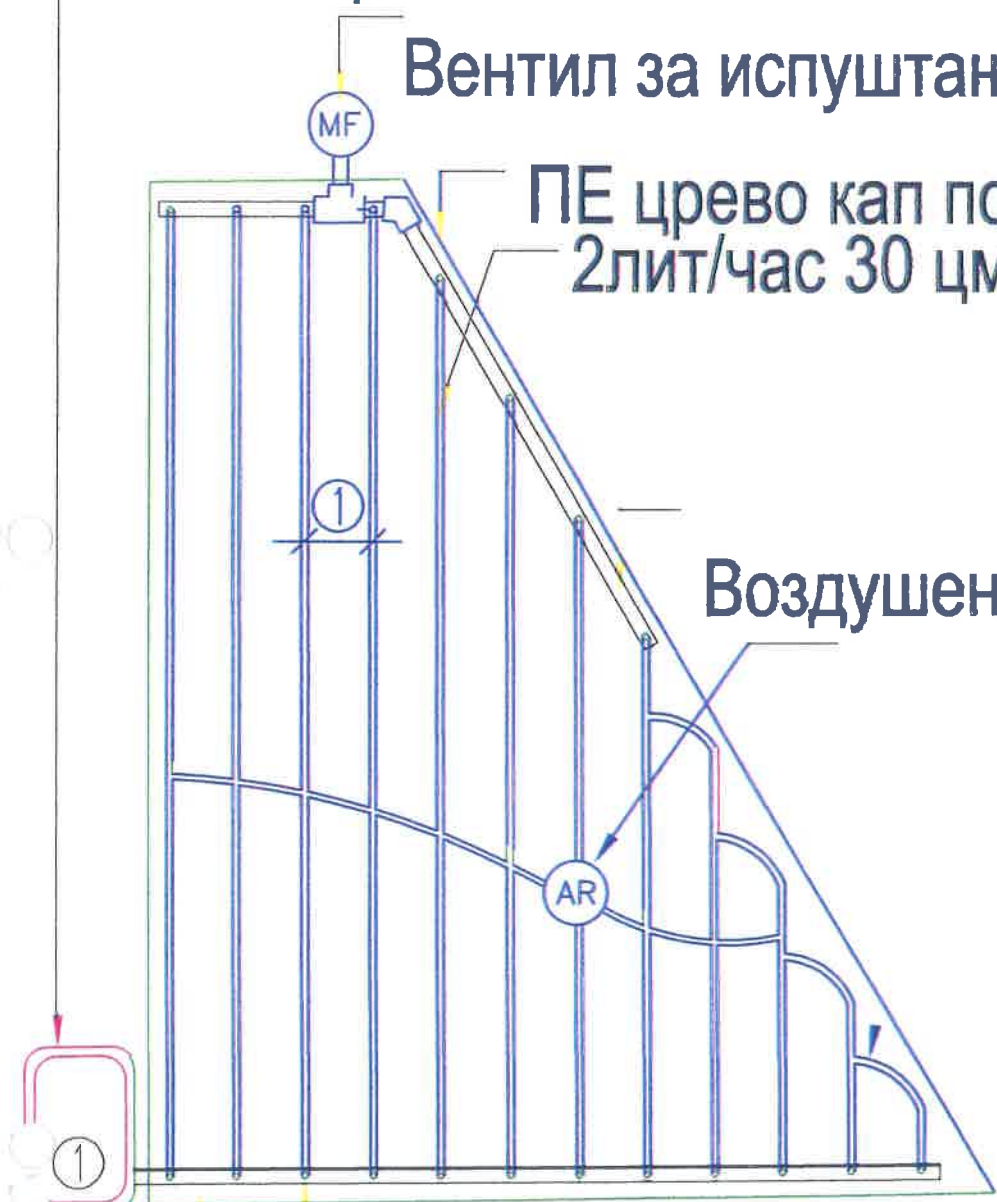 Вентил за испуштан
MF
ПЕ црево кап по
2лит/час 30 цм
1
Воздушен
AR
1